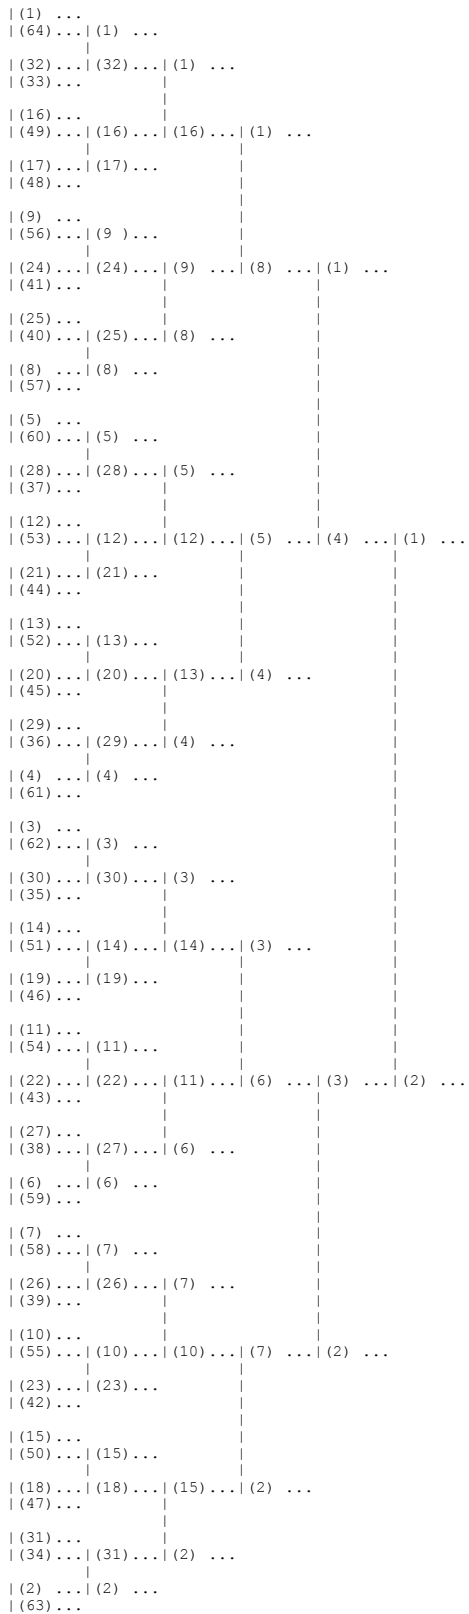 |(1) ...
|(64)...|(1) ...
|
|(32)...|(32)...|(1) ...
|(33)... |
|
|(16)... |
|(49)...|(16)...|(16)...|(1) ...
| |
|(17)...|(17)... |
|(48)... |
|
|(9) ... |
|(56)...|(9 )... |
| |
|(24)...|(24)...|(9) ...|(8) ...|(1) ...
|(41)... | |
| |
|(25)... | |
|(40)...|(25)...|(8) ... |
| |
|(8) ...|(8) ... |
|(57)... |
|
|(5) ... |
|(60)...|(5) ... |
| |
|(28)...|(28)...|(5) ... |
|(37)... | |
| |
|(12)... | |
|(53)...|(12)...|(12)...|(5) ...|(4) ...|(1) ...
| | |
|(21)...|(21)... | |
|(44)... | |
| |
|(13)... | |
|(52)...|(13)... | |
| | |
|(20)...|(20)...|(13)...|(4) ... |
|(45)... | |
| |
|(29)... | |
|(36)...|(29)...|(4) ... |
| |
|(4) ...|(4) ... |
|(61)... |
|
|(3) ... |
|(62)...|(3) ... |
| |
|(30)...|(30)...|(3) ... |
|(35)... | |
| |
|(14)... | |
|(51)...|(14)...|(14)...|(3) ... |
| | |
|(19)...|(19)... | |
|(46)... | |
| |
|(11)... | |
|(54)...|(11)... | |
| | |
|(22)...|(22)...|(11)...|(6) ...|(3) ...|(2) ...
|(43)... | |
| |
|(27)... | |
|(38)...|(27)...|(6) ... |
| |
|(6) ...|(6) ... |
|(59)... |
|
|(7) ... |
|(58)...|(7) ... |
| |
|(26)...|(26)...|(7) ... |
|(39)... | |
| |
|(10)... | |
|(55)...|(10)...|(10)...|(7) ...|(2) ...
| |
|(23)...|(23)... |
|(42)... |
|
|(15)... |
|(50)...|(15)... |
| |
|(18)...|(18)...|(15)...|(2) ...
|(47)... |
|
|(31)... |
|(34)...|(31)...|(2) ...
|
|(2) ...|(2) ...
|(63)...